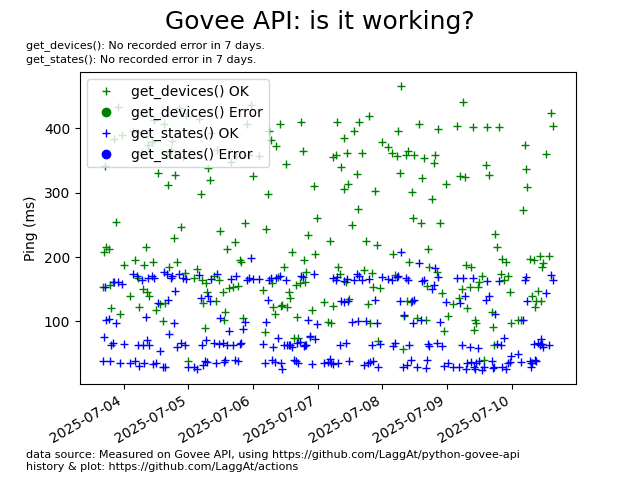 Govee API: is it working?
get_devices(): No recorded error in 7 days.
get_states(): No recorded error in 7 days.
get_devices() OK
get_devices() Error
get_states() OK
get_states() Error
Ping (ms)
400
300
200
100
2025-07-04
2025-07-05
2025-07-06
2025-07-07
2025-07-08
2025-07-09
2025-07-10
data source: Measured on Govee API, using https://github.com/LaggAt/python-govee-api
history & plot: https://github.com/LaggAt/actions